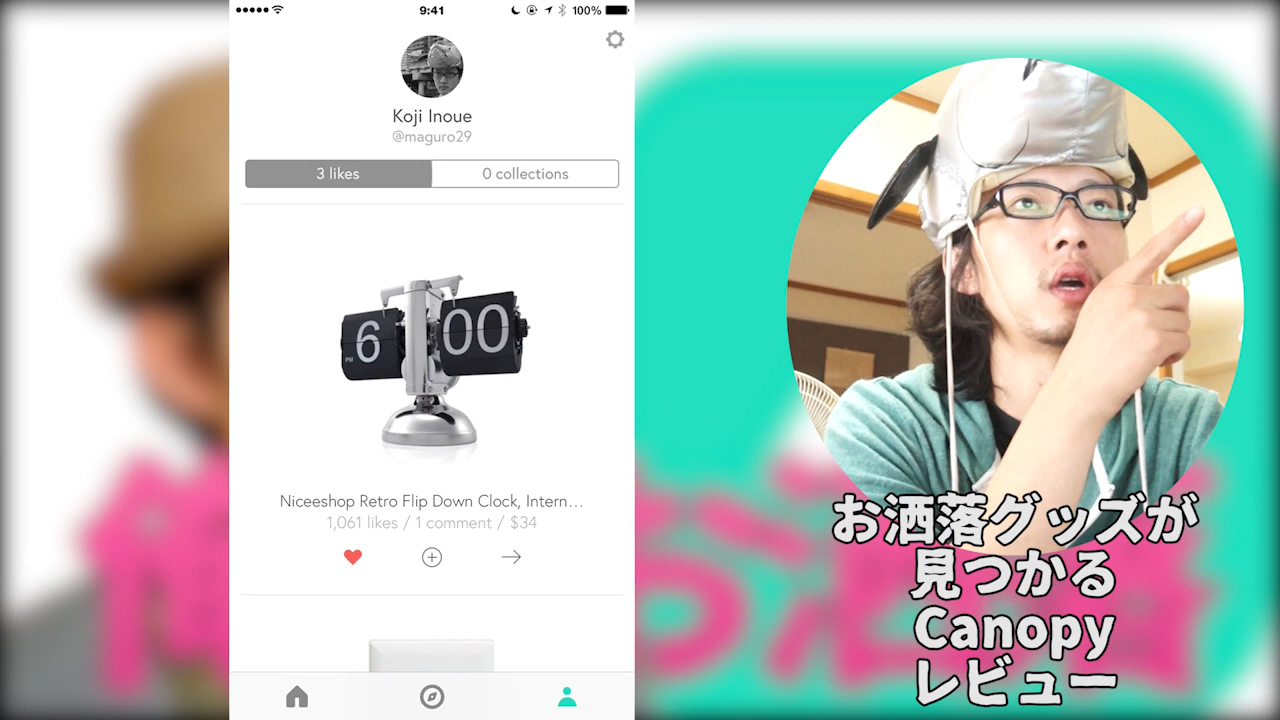 9:41
100%
Koji Inoue
@maguro29
3 likes
0 collections
6
PM
00
Niceeshop Retro Flip Down Clock, Intern...
1,061 likes / 1 comment / $34
お洒落グッズが
見つかる
Canopy
レビュー